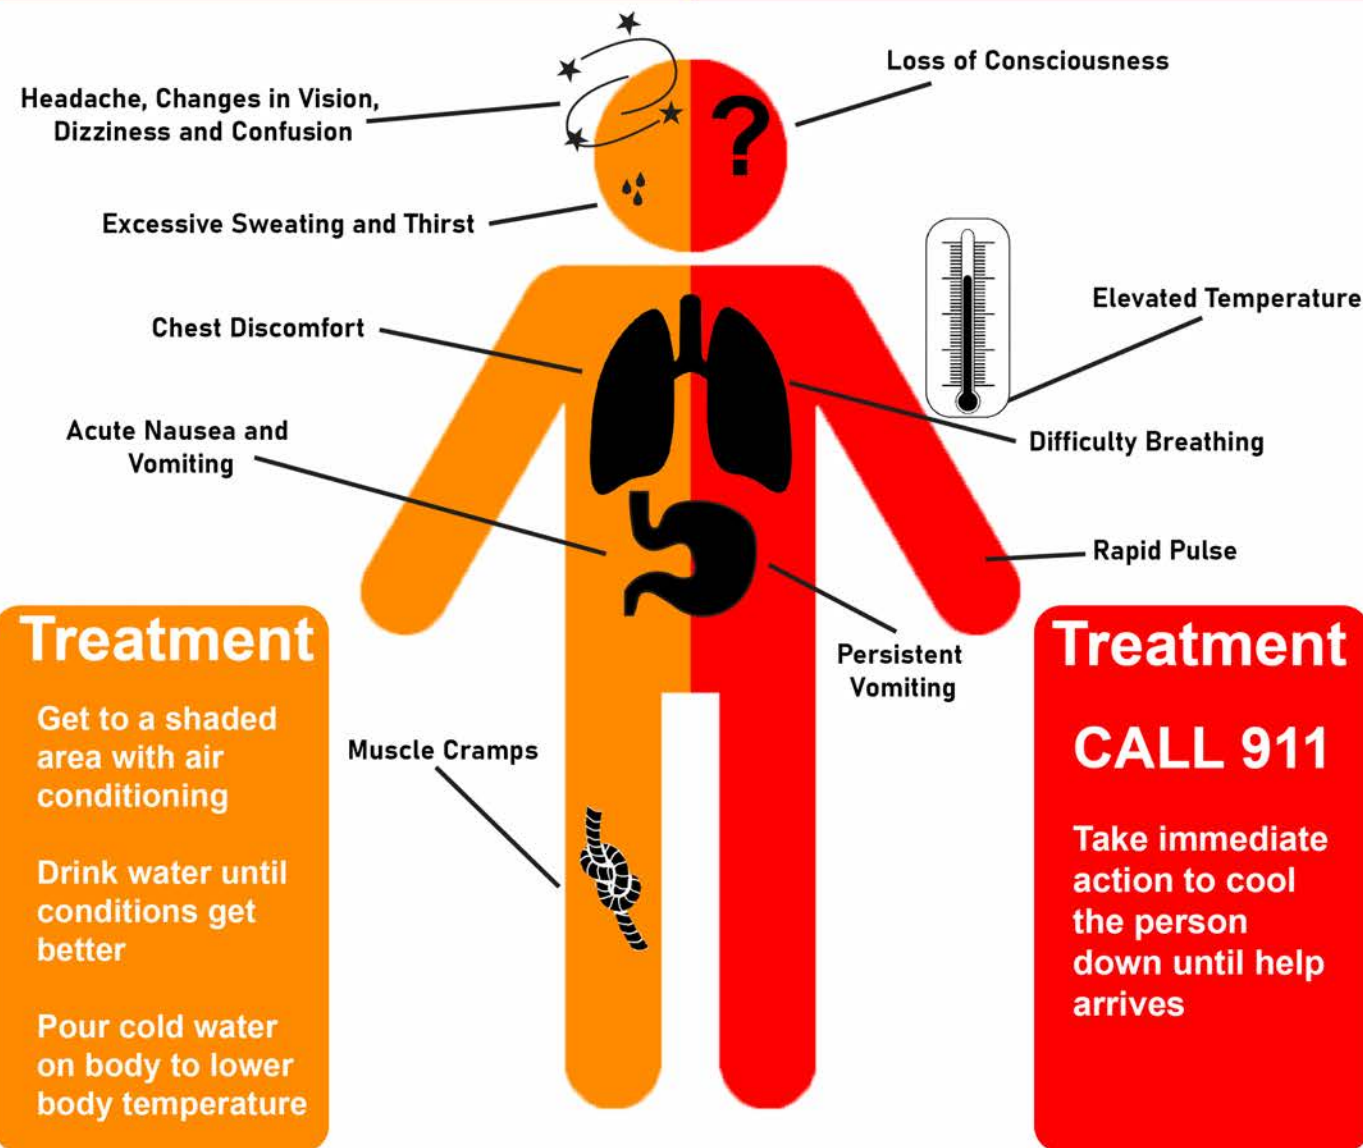 Loss of Consciousness
Headache, Changes in Vision,
Dizziness and Confusion
?
Excessive Sweating and Thirst
Elevated Temperature
Chest Discomfort
Acute Nausea and
Vomiting
Difficulty Breathing
Rapid Pulse
Persistent
Vomiting
Muscle Cramps
Treatment
Get to a shaded
area with air
conditioning
Drink water until
conditions get
better
Pour cold water
on body to lower
body temperature
Treatment
CALL 911
Take immediate
action to cool
the person
down until help
arrives